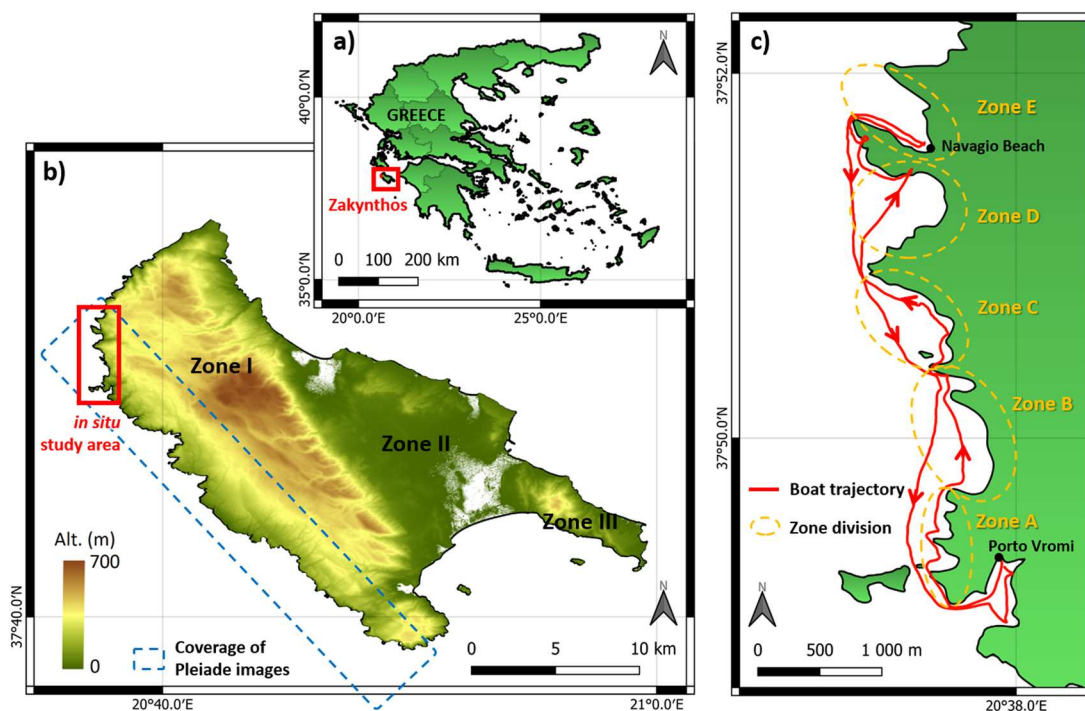 a)
N
40°0.0'N
GREECE
Zakynthos
0 100 200 km
35°0.0'N
20°0.0'E 25°0.0'E
b)
Zone I
in situ
study area
Zone II
Zone III
Alt. (m)
700
0
Coverage of
Pleiade images
N
0 5 10 km
37°40.0'N
20°40.0'E 21°0.0'E
c)
N
37°52.0'N
Zone E
Navagio Beach
Zone D
Zone C
Zone B
37°50.0'N
Boat trajectory
Zone division
Zone A
Porto Vromi
N
0 500 1 000 m
20°38.0'E